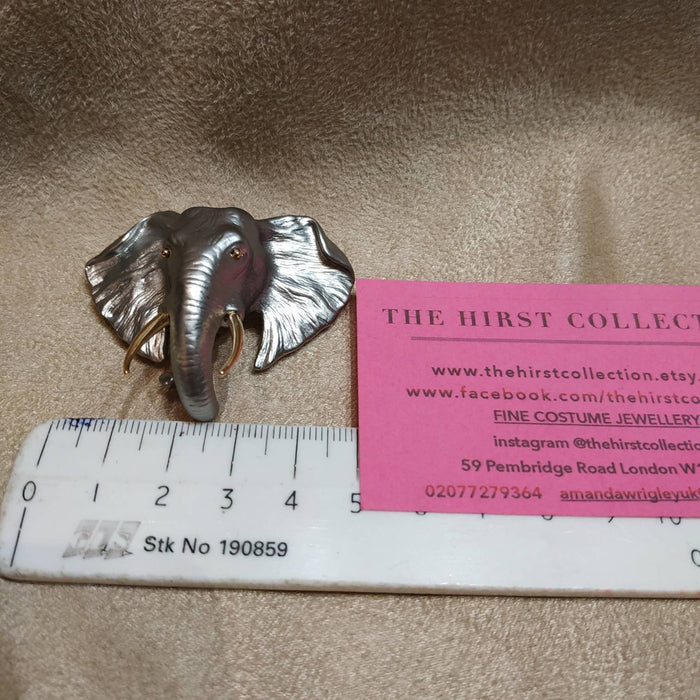 THE HIRST COLLECT
www.thehirstcollection.etsy.
www.facebook.com/thehirstco
FINE COSTUME JEWELLERY
instagram @thehirstcollectio
59 Pembridge Road London W1
02077279364 amandawrigleyuk
0 1 2 3 4 5
Stk No 190859